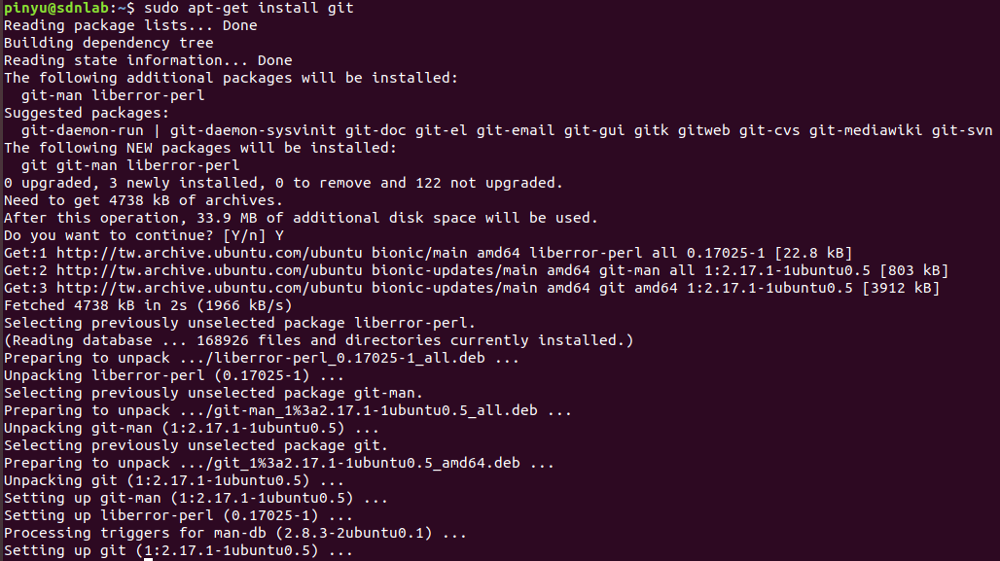 pinyu@sdnlab:~$ sudo apt-get install git
Reading package lists... Done
Building dependency tree
Reading state information... Done
The following additional packages will be installed:
  git-man liberror-perl
Suggested packages:
  git-daemon-run | git-daemon-sysvinit git-doc git-el git-email git-gui gitk gitweb git-cvs git-mediawiki git-svn
The following NEW packages will be installed:
  git git-man liberror-perl
0 upgraded, 3 newly installed, 0 to remove and 122 not upgraded.
Need to get 4738 kB of archives.
After this operation, 33.9 MB of additional disk space will be used.
Do you want to continue? [Y/n] Y
Get:1 http://tw.archive.ubuntu.com/ubuntu bionic/main amd64 liberror-perl all 0.17025-1 [22.8 kB]
Get:2 http://tw.archive.ubuntu.com/ubuntu bionic-updates/main amd64 git-man all 1:2.17.1-1ubuntu0.5 [803 kB]
Get:3 http://tw.archive.ubuntu.com/ubuntu bionic-updates/main amd64 git amd64 1:2.17.1-1ubuntu0.5 [3912 kB]
Fetched 4738 kB in 2s (1966 kB/s)
Selecting previously unselected package liberror-perl.
(Reading database ... 168926 files and directories currently installed.)
Preparing to unpack .../liberror-perl_0.17025-1_all.deb ...
Unpacking liberror-perl (0.17025-1) ...
Selecting previously unselected package git-man.
Preparing to unpack .../git-man_1%3a2.17.1-1ubuntu0.5_all.deb ...
Unpacking git-man (1:2.17.1-1ubuntu0.5) ...
Selecting previously unselected package git.
Preparing to unpack .../git_1%3a2.17.1-1ubuntu0.5_amd64.deb ...
Unpacking git (1:2.17.1-1ubuntu0.5) ...
Setting up git-man (1:2.17.1-1ubuntu0.5) ...
Setting up liberror-perl (0.17025-1) ...
Processing triggers for man-db (2.8.3-2ubuntu0.1) ...
Setting up git (1:2.17.1-1ubuntu0.5) ...